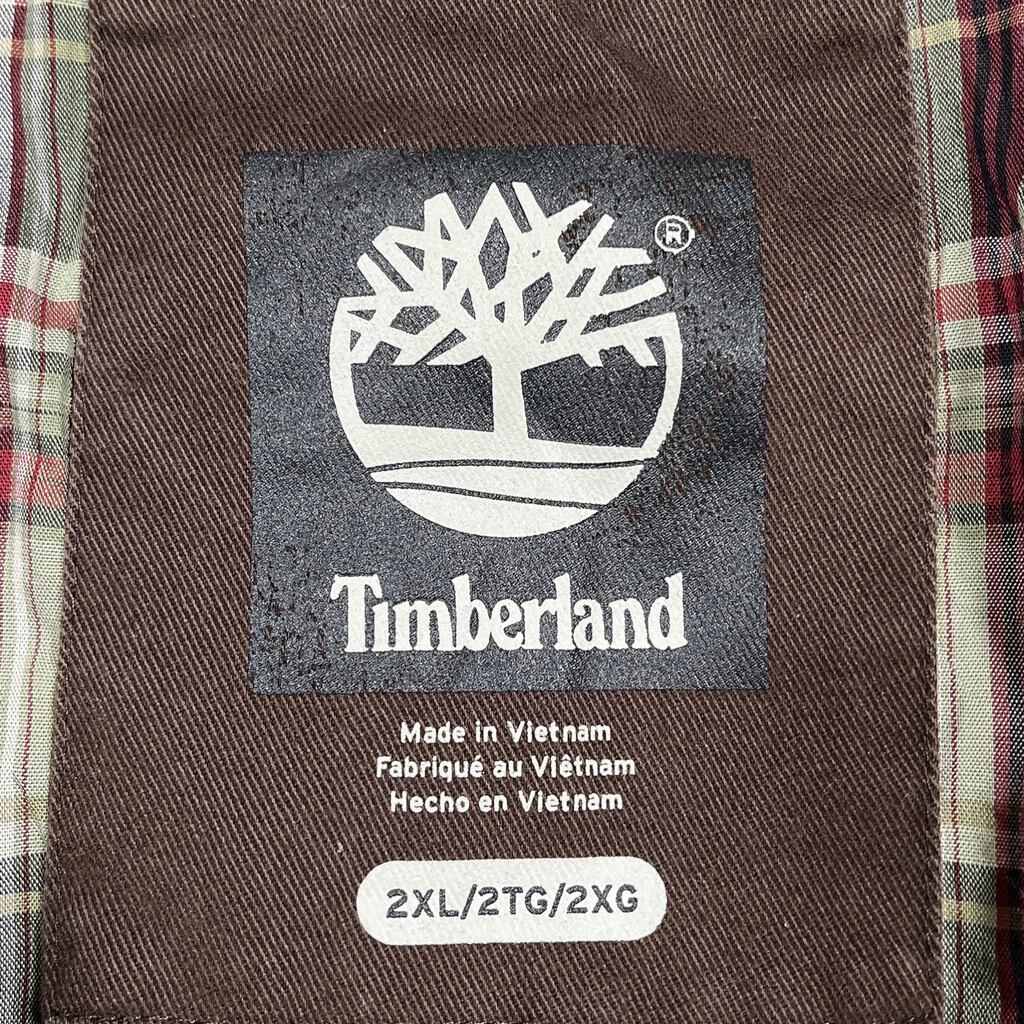 ®
Timberland
Made in Vietnam
Fabriqué au Viêtnam
Hecho en Vietnam
2XL/2TG/2XG